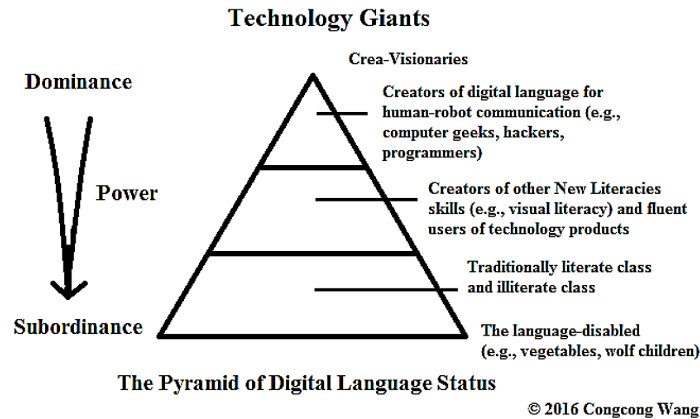 Technology Giants
Crea-Visionaries
Dominance
Creators of digital language for
human-robot communication (e.g.,
computer geeks, hackers,
programmers)
Power
Creators of other New Literacies
skills (e.g., visual literacy) and fluent
users of technology products
Traditionally literate class
and illiterate class
Subordinance
The language-disabled
(e.g., vegetables, wolf children)
The Pyramid of Digital Language Status
© 2016 Congcong Wang